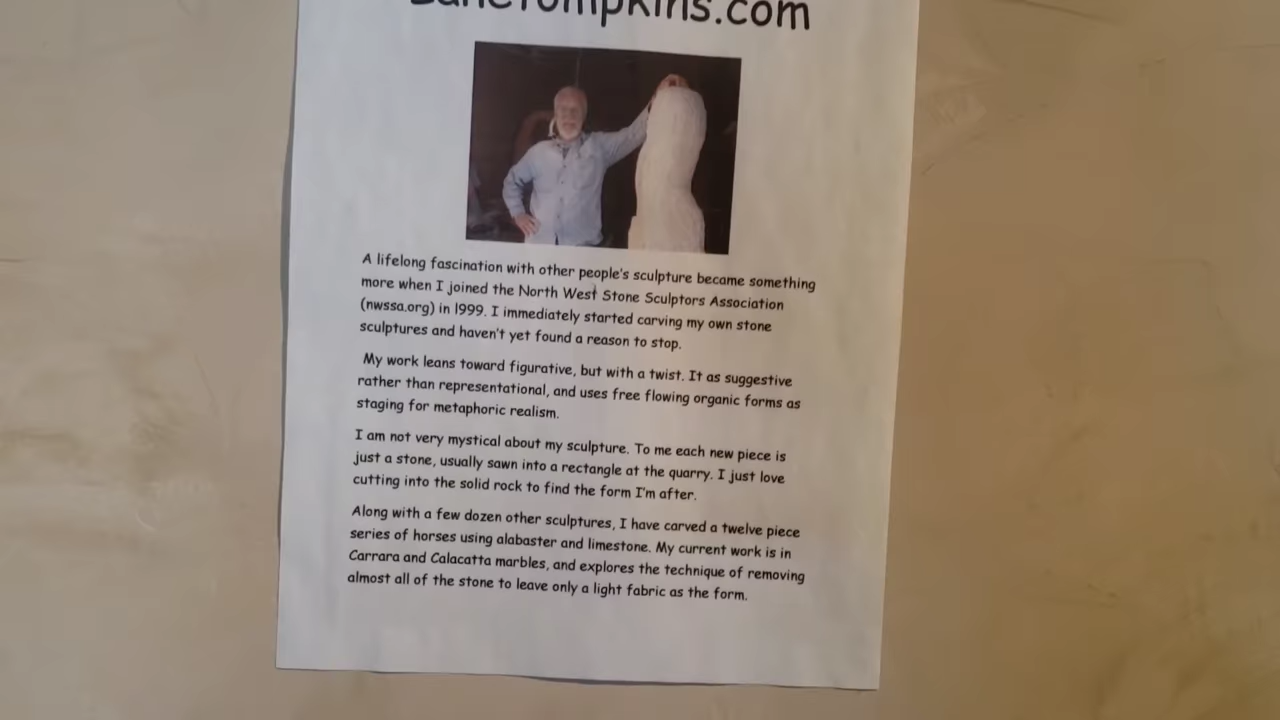 LaneTompkins.com
A lifelong fascination with other people's sculpture became something
more when I joined the North West Stone Sculptors Association
(nwssa.org) in 1999. I immediately started carving my own stone
sculptures and haven't yet found a reason to stop.
My work leans toward figurative, but with a twist. It as suggestive
rather than representational, and uses free flowing organic forms as
staging for metaphoric realism.
I am not very mystical about my sculpture. To me each new piece is
just a stone, usually sawn into a rectangle at the quarry. I just love
cutting into the solid rock to find the form I'm after.
Along with a few dozen other sculptures, I have carved a twelve piece
series of horses using alabaster and limestone. My current work is in
Carrara and Calacatta marbles, and explores the technique of removing
almost all of the stone to leave only a light fabric as the form.